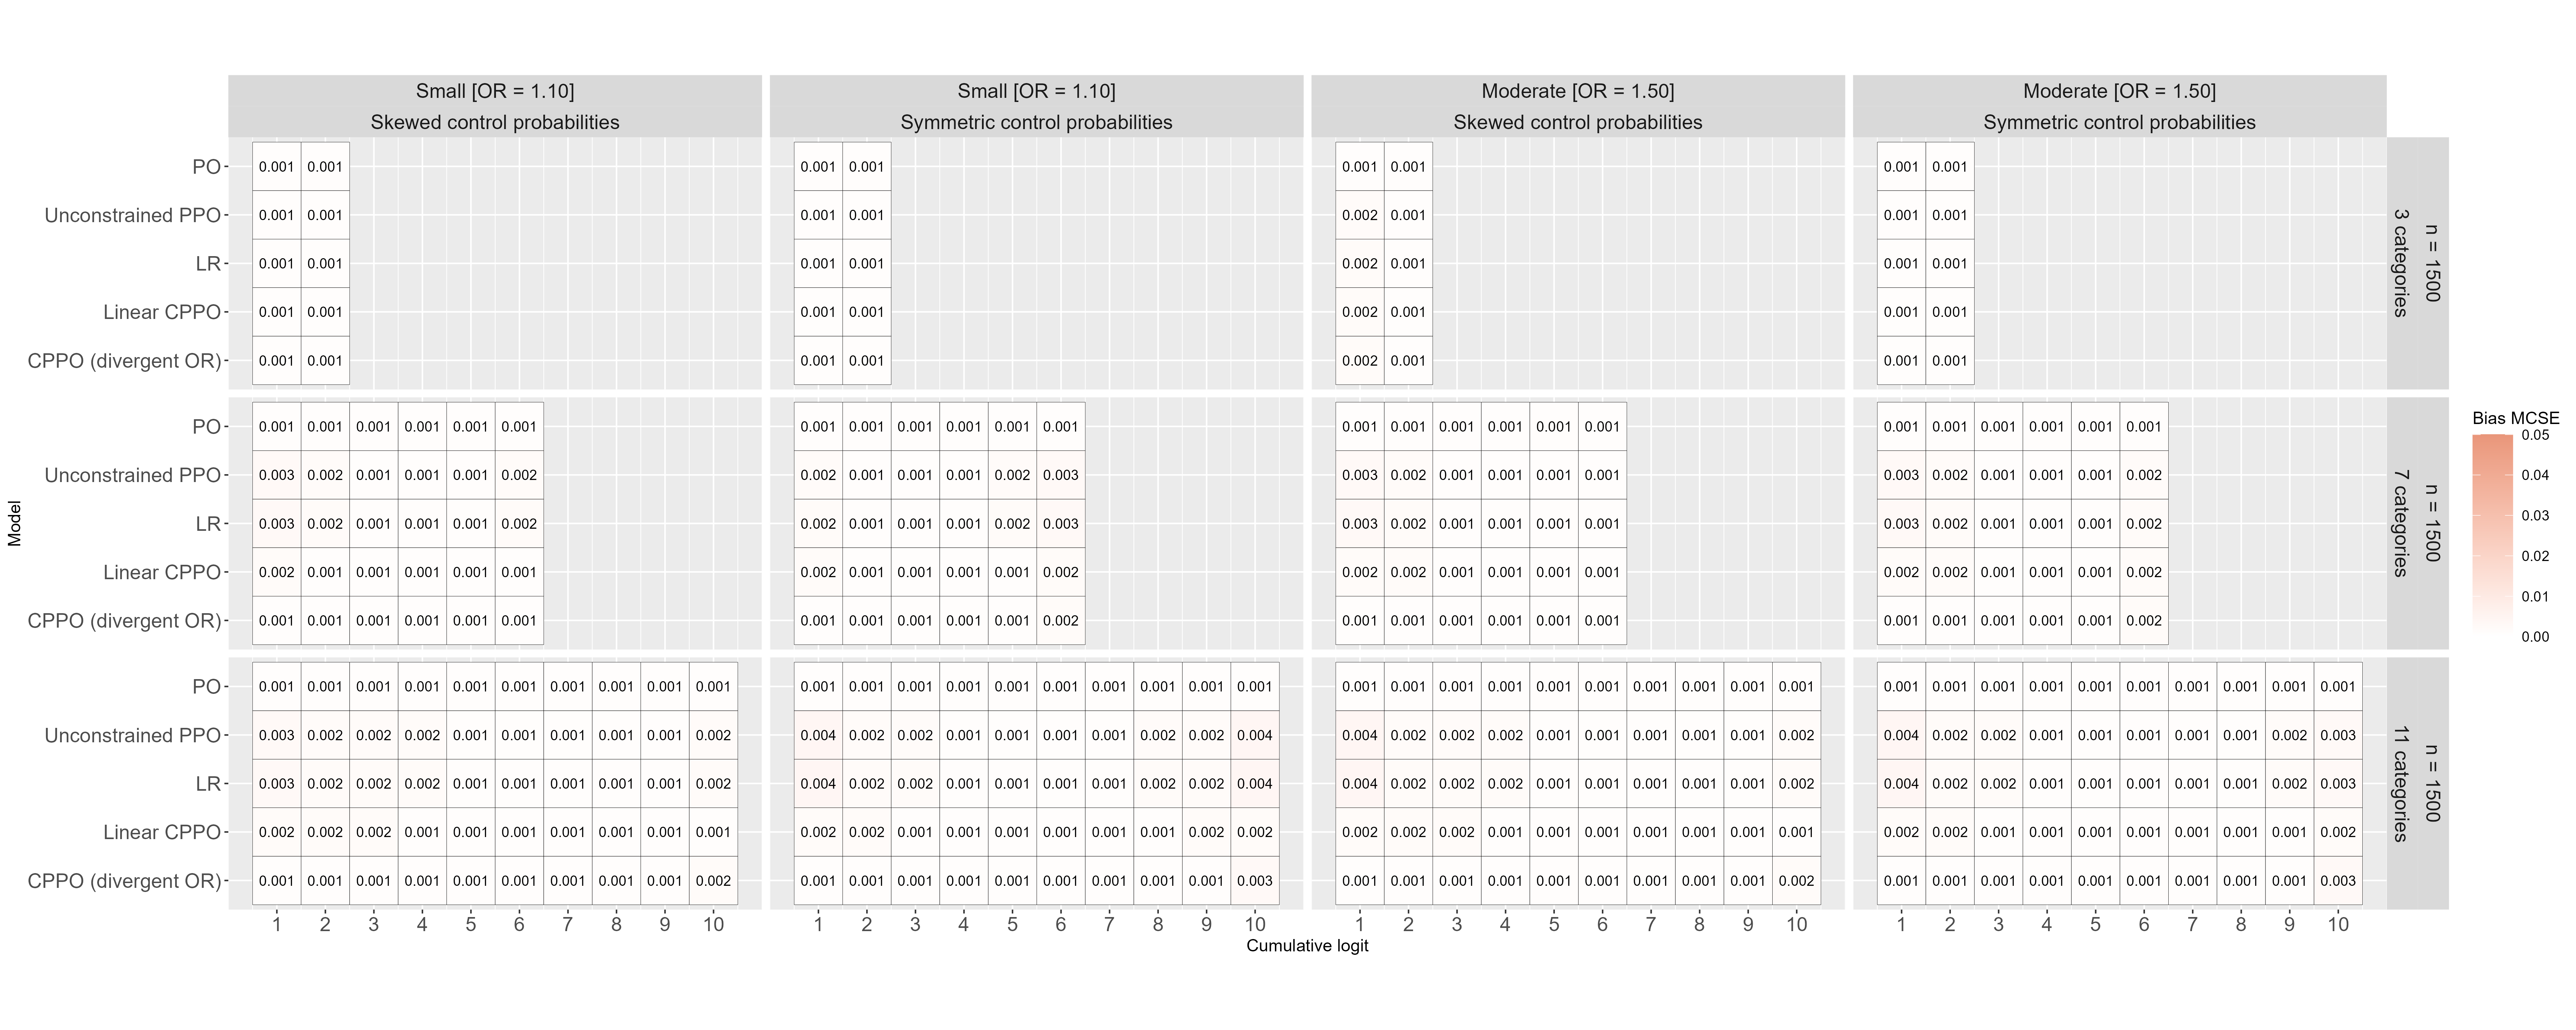 Small [OR = 1.10] Small [OR = 1.10] Moderate [OR = 1.50] Moderate [OR = 1.50]
Skewed control probabilities Symmetric control probabilities Skewed control probabilities Symmetric control probabilities
PO 0.001 0.001 0.001 0.001 0.001 0.001 0.001 0.001
Unconstrained PPO 0.001 0.001 0.001 0.001 0.002 0.001 0.001 0.001
LR 0.001 0.001 0.001 0.001 0.002 0.001 0.001 0.001
Linear CPPO 0.001 0.001 0.001 0.001 0.002 0.001 0.001 0.001
CPPO (divergent OR) 0.001 0.001 0.001 0.001 0.002 0.001 0.001 0.001
n = 1500
3 categories
PO 0.001 0.001 0.001 0.001 0.001 0.001 0.001 0.001 0.001 0.001 0.001 0.001 0.001 0.001 0.001 0.001 0.001 0.001 0.001 0.001 0.001 0.001 0.001 0.001
Unconstrained PPO 0.003 0.002 0.001 0.001 0.001 0.002 0.002 0.001 0.001 0.001 0.002 0.003 0.003 0.002 0.001 0.001 0.001 0.001 0.003 0.002 0.001 0.001 0.001 0.002
LR 0.003 0.002 0.001 0.001 0.001 0.002 0.002 0.001 0.001 0.001 0.002 0.003 0.003 0.002 0.001 0.001 0.001 0.001 0.003 0.002 0.001 0.001 0.001 0.002
Linear CPPO 0.002 0.001 0.001 0.001 0.001 0.001 0.002 0.001 0.001 0.001 0.001 0.002 0.002 0.002 0.001 0.001 0.001 0.001 0.002 0.002 0.001 0.001 0.001 0.002
CPPO (divergent OR) 0.001 0.001 0.001 0.001 0.001 0.001 0.001 0.001 0.001 0.001 0.001 0.002 0.001 0.001 0.001 0.001 0.001 0.001 0.001 0.001 0.001 0.001 0.001 0.002
n = 1500
7 categories
PO 0.001 0.001 0.001 0.001 0.001 0.001 0.001 0.001 0.001 0.001 0.001 0.001 0.001 0.001 0.001 0.001 0.001 0.001 0.001 0.001 0.001 0.001 0.001 0.001 0.001 0.001 0.001 0.001 0.001 0.001 0.001 0.001 0.001 0.001 0.001 0.001 0.001 0.001 0.001 0.001
Unconstrained PPO 0.003 0.002 0.002 0.002 0.001 0.001 0.001 0.001 0.001 0.002 0.004 0.002 0.002 0.001 0.001 0.001 0.001 0.002 0.002 0.004 0.004 0.002 0.002 0.002 0.001 0.001 0.001 0.001 0.001 0.002 0.004 0.002 0.002 0.001 0.001 0.001 0.001 0.001 0.002 0.003
LR 0.003 0.002 0.002 0.002 0.001 0.001 0.001 0.001 0.001 0.002 0.004 0.002 0.002 0.001 0.001 0.001 0.001 0.002 0.002 0.004 0.004 0.002 0.002 0.002 0.001 0.001 0.001 0.001 0.001 0.002 0.004 0.002 0.002 0.001 0.001 0.001 0.001 0.001 0.002 0.003
Linear CPPO 0.002 0.002 0.002 0.001 0.001 0.001 0.001 0.001 0.001 0.001 0.002 0.002 0.001 0.001 0.001 0.001 0.001 0.001 0.002 0.002 0.002 0.002 0.002 0.001 0.001 0.001 0.001 0.001 0.001 0.001 0.002 0.002 0.001 0.001 0.001 0.001 0.001 0.001 0.001 0.002
CPPO (divergent OR) 0.001 0.001 0.001 0.001 0.001 0.001 0.001 0.001 0.001 0.002 0.001 0.001 0.001 0.001 0.001 0.001 0.001 0.001 0.001 0.003 0.001 0.001 0.001 0.001 0.001 0.001 0.001 0.001 0.001 0.002 0.001 0.001 0.001 0.001 0.001 0.001 0.001 0.001 0.001 0.003
n = 1500
11 categories
1 2 3 4 5 6 7 8 9 10 1 2 3 4 5 6 7 8 9 10 1 2 3 4 5 6 7 8 9 10 1 2 3 4 5 6 7 8 9 10
Cumulative logit
Model
Bias MCSE
0.05
0.04
0.03
0.02
0.01
0.00